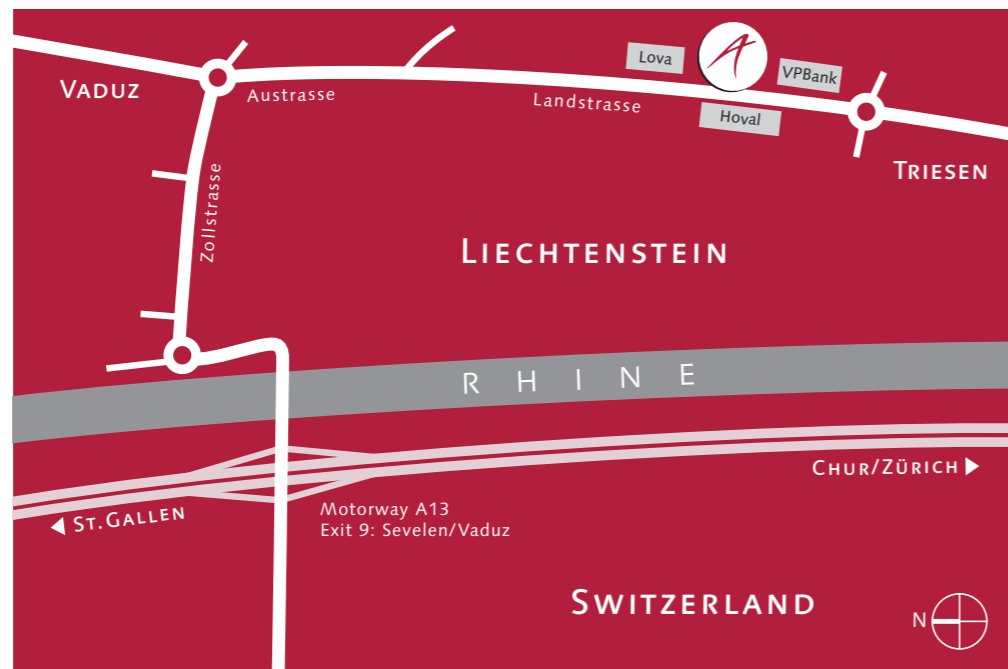 Lova
VPBank
Hoval
VADUZ
Austrasse
Landstrasse
TRIESEN
Zollstrasse
LIECHTENSTEIN
RHINE
CHUR/ZÜRICH
ST.GALLEN
Motorway A13
Exit 9: Sevelen/Vaduz
SWITZERLAND
N